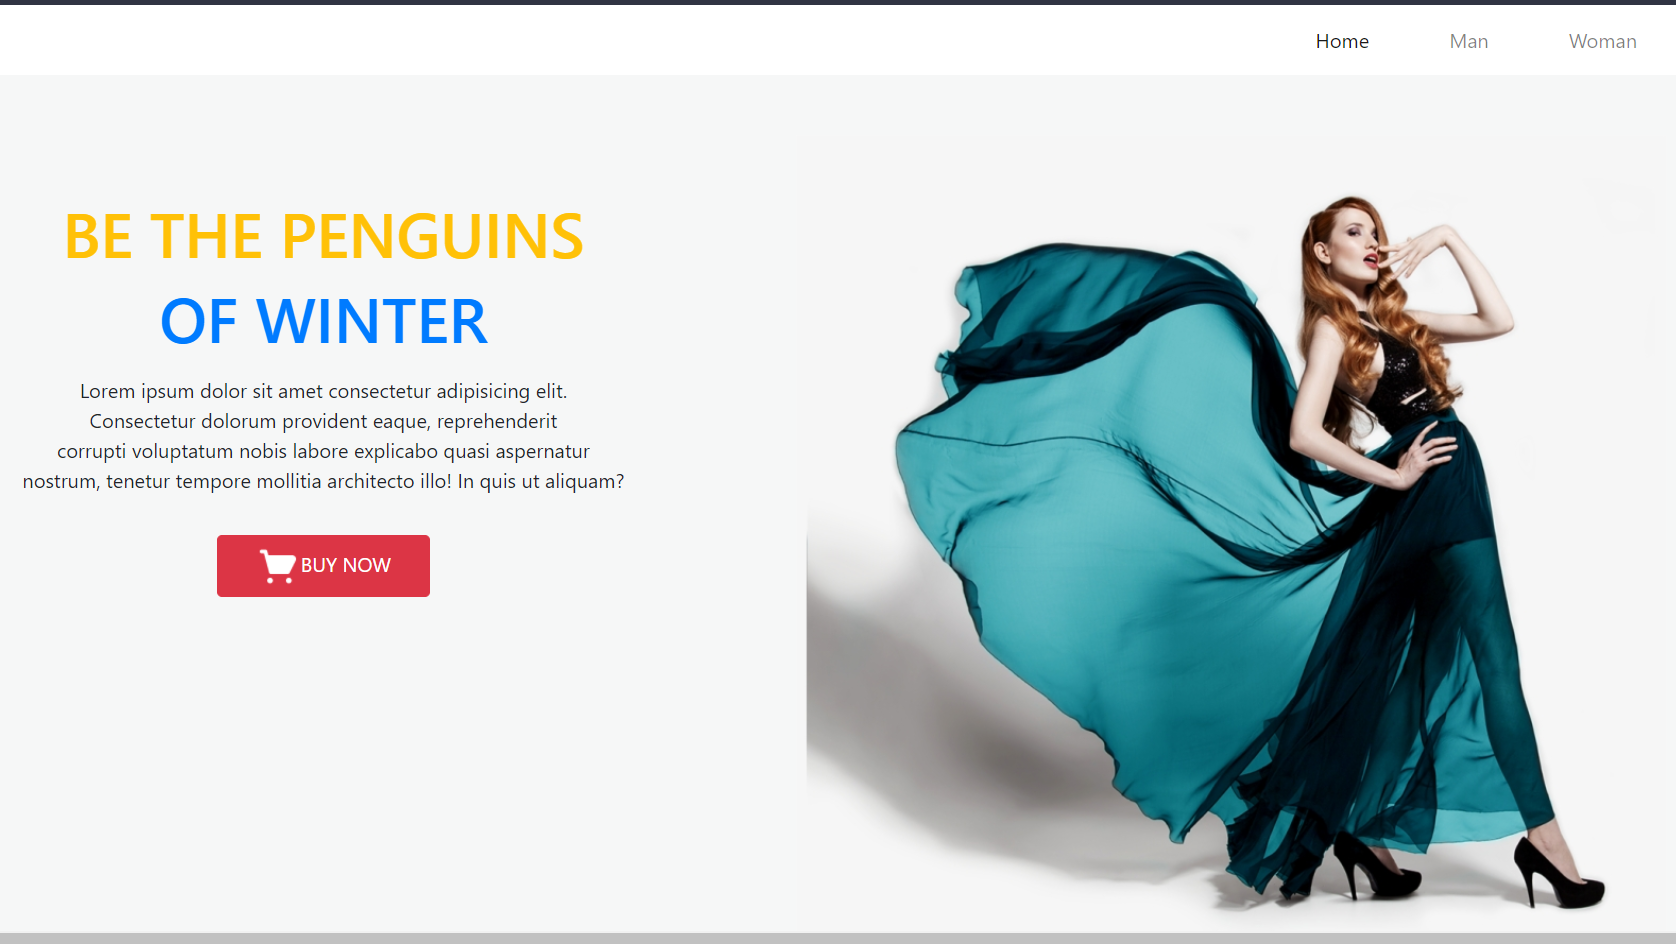 Home Man Woman
BE THE PENGUINS
OF WINTER
Lorem ipsum dolor sit amet consectetur adipisicing elit.
Consectetur dolorum provident eaque, reprehenderit
corrupti voluptatum nobis labore explicabo quasi aspernatur
nostrum, tenetur tempore mollitia architecto illo! In quis ut aliquam?
BUY NOW